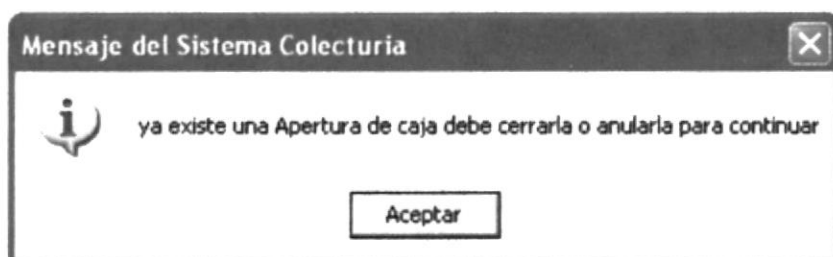 Mensaje del Sistema Colecturia
ya existe una Apertura de caja debe cerrarla o anularla para continuar
Aceptar